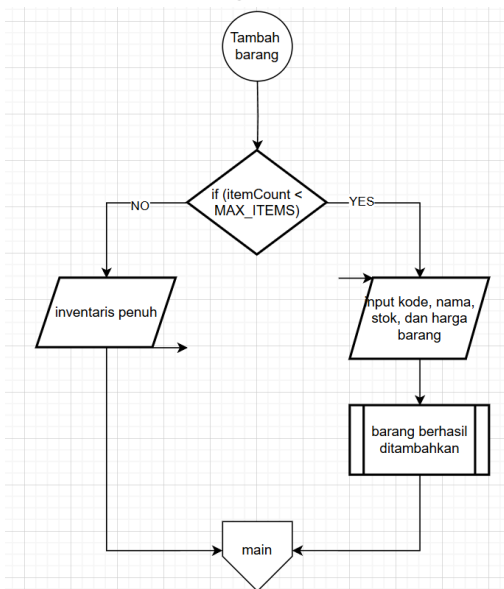 Tambah
barang
if (itemCount <
MAX_ITEMS)
NO
YES
inventaris penuh
input kode, nama,
stok, dan harga
barang
barang berhasil
ditambahkan
main